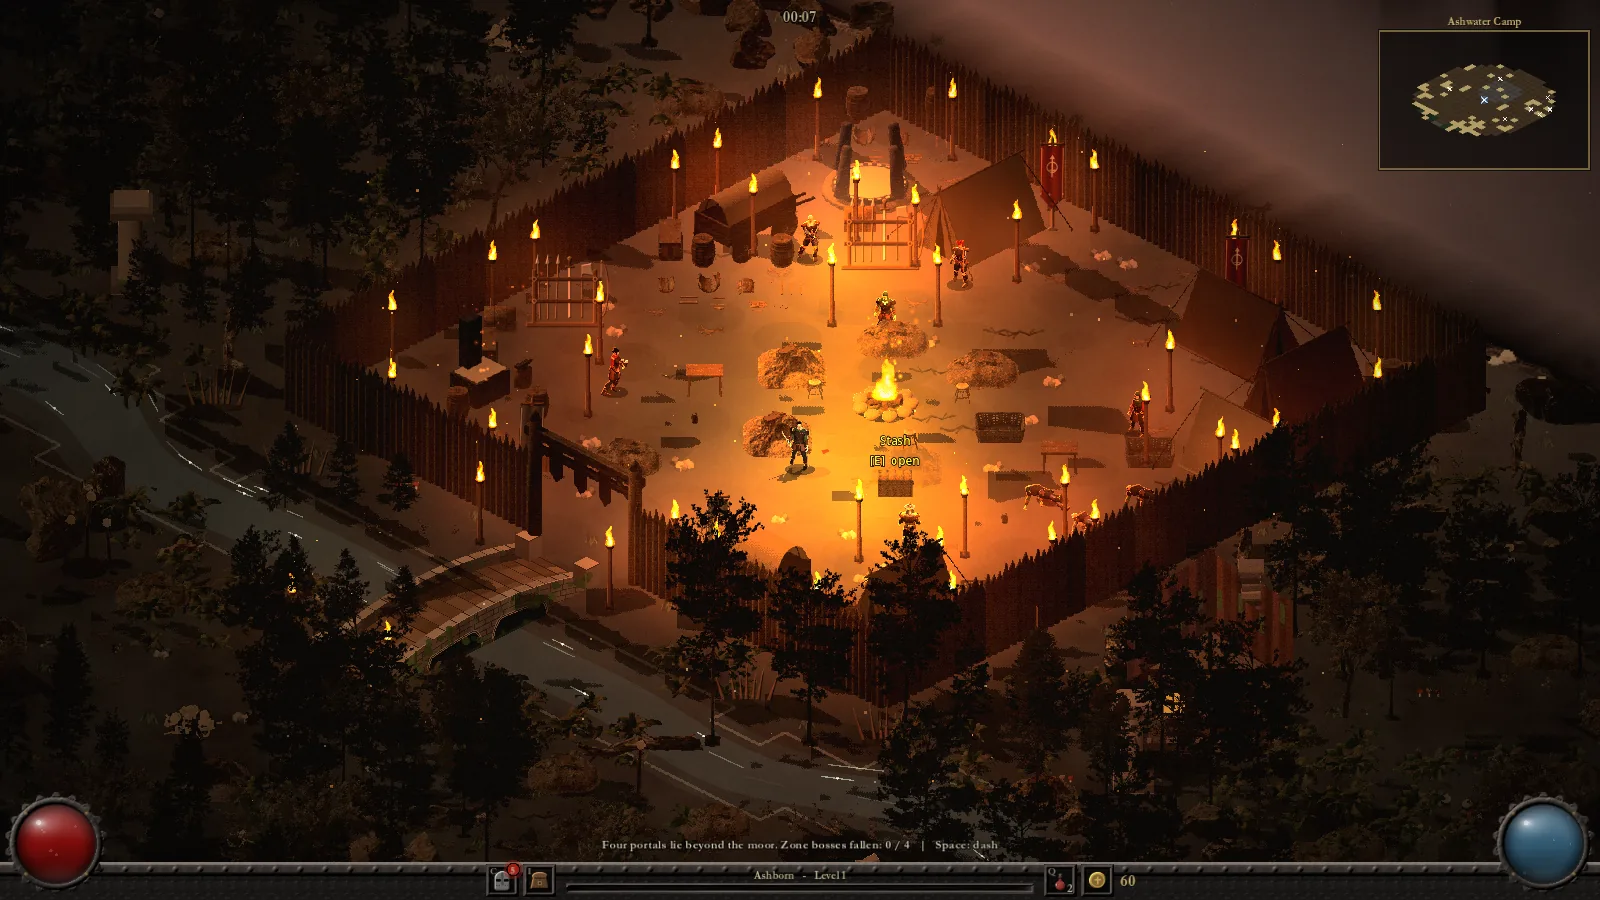 00:07
Ashwater Camp
Stash
[E] open
Four portals lie beyond the moor. Zone bosses fallen: 0 / 4 | Space: dash
Ashborn - Level 1
Q
2
60